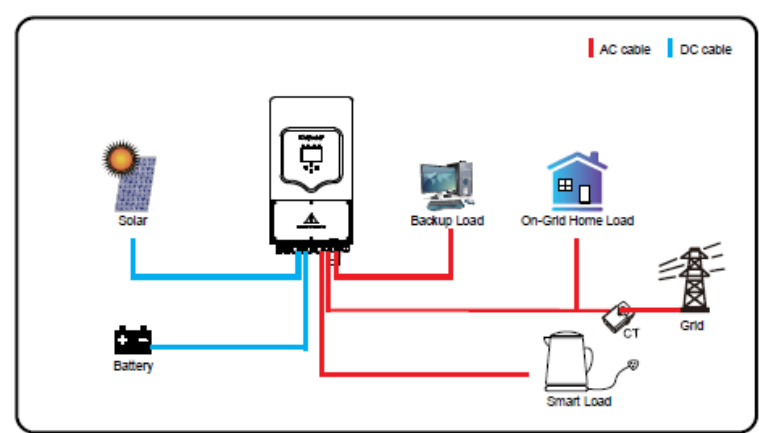 AC cable
DC cable
Solar
Backup Load
On-Grid Home Load
Grid
CT
Battery
Smart Load